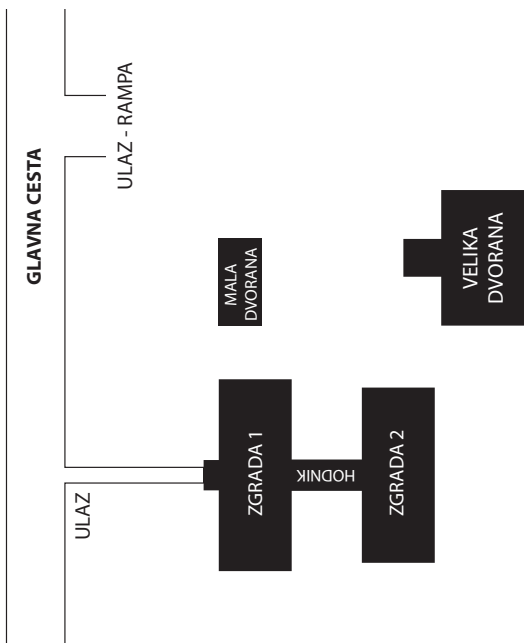 GLAVNA CESTA
ULAZ - RAMPA
ULAZ
MALA
DVORANA
VELIKA
DVORANA
ZGRADA 1
HODNIK
ZGRADA 2